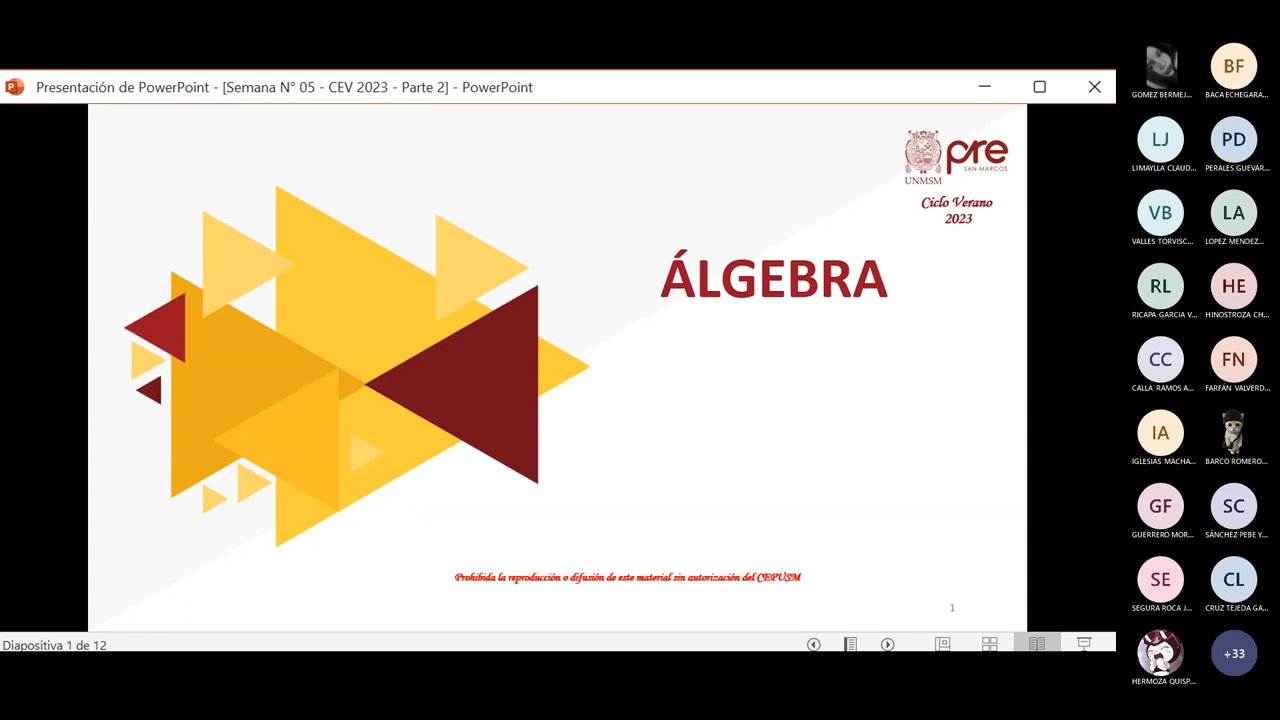 Presentación de PowerPoint - [Semana N° 05 - CEV 2023 - Parte 2] - PowerPoint
UNMSM
pre
SAN MARCOS
Ciclo Verano
2023
ÁLGEBRA
Prohibida la reproducción o difusión de este material sin autorización del CEPUSM
1
Diapositiva 1 de 12
GOMEZ BERMEJ...
BF
BACA ECHEGARA...
LJ
LIMAYLLA CLAUD...
PD
PERALES GUEVAR...
VB
VALLES TORVISC...
LA
LOPEZ MENDEZ...
RL
RICAPA GARCIA V...
HE
HINOSTROZA CH...
CC
CALLA RAMOS A...
FN
FARFÁN VALVERD...
IA
IGLESIAS MACHA...
BARCO ROMERO...
GF
GUERRERO MOR...
SC
SÁNCHEZ PEBE Y...
SE
SEGURA ROCA J...
CL
CRUZ TEJEDA GA...
HERMOZA QUISP...
+33